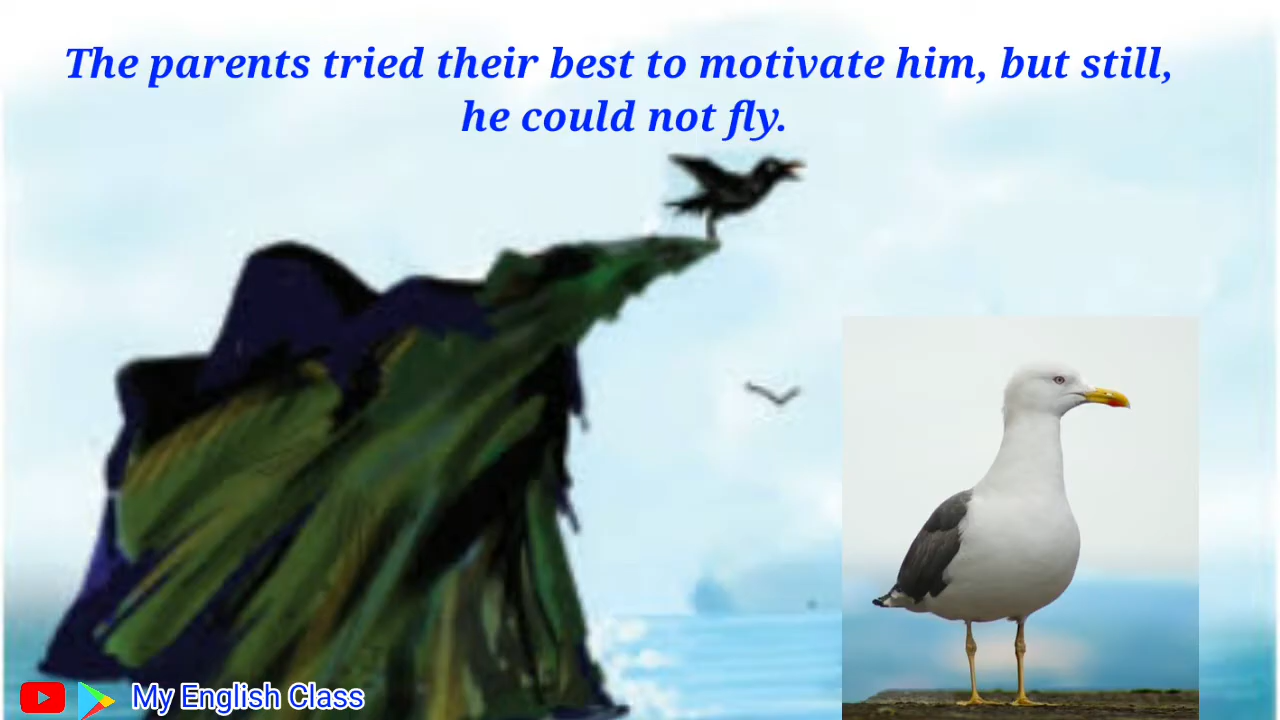 The parents tried their best to motivate him, but still,
he could not fly.
My English Class